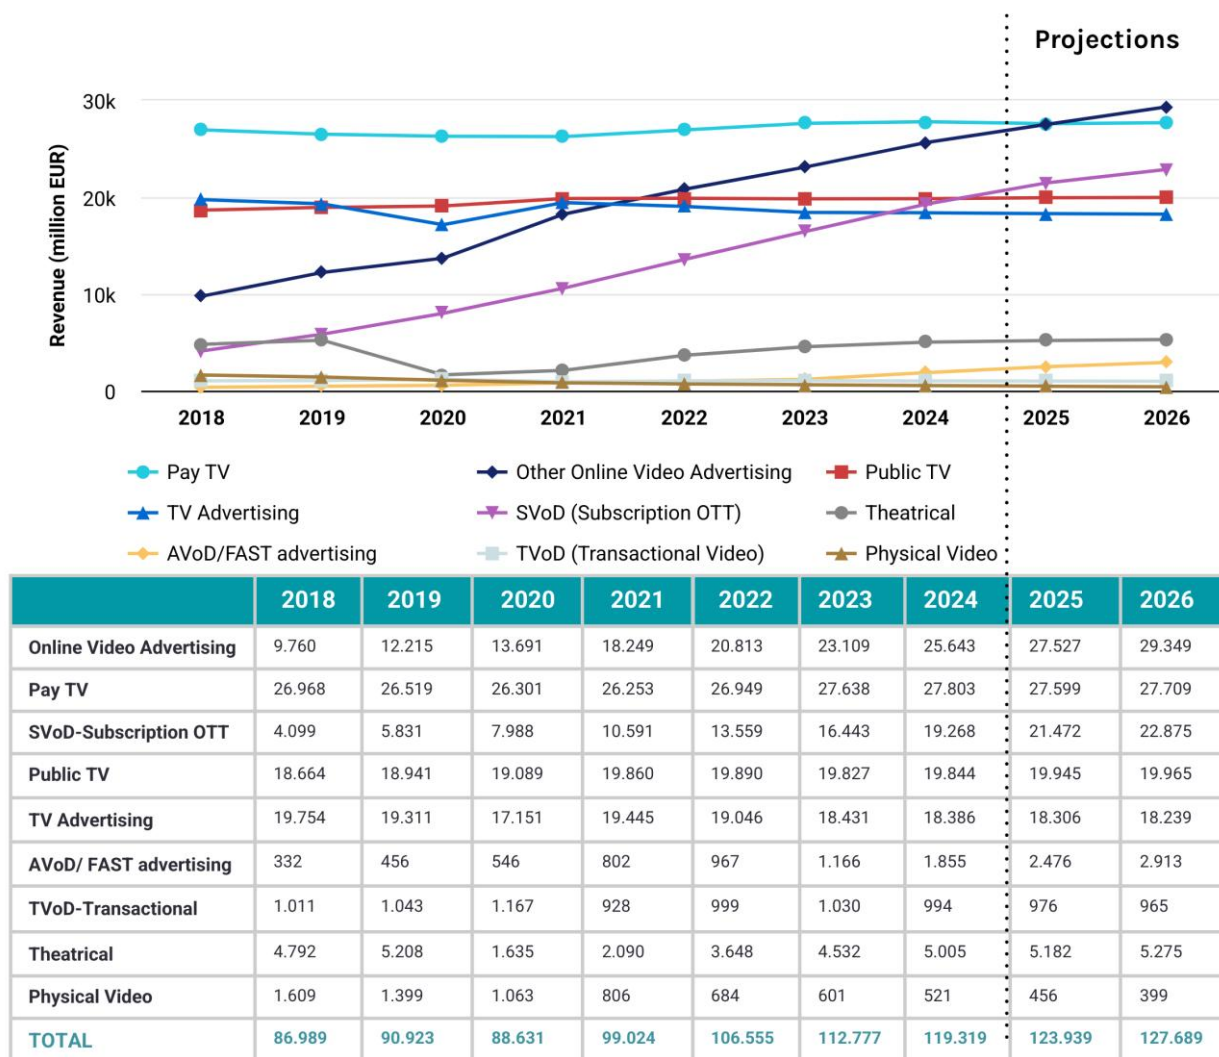 Projections
Revenue (million EUR)
30k
20k
10k
0
2018 2019 2020 2021 2022 2023 2024 2025 2026
Pay TV Other Online Video Advertising Public TV
TV Advertising SVoD (Subscription OTT) Theatrical
AVoD/FAST advertising TVoD (Transactional Video) Physical Video
2018 2019 2020 2021 2022 2023 2024 2025 2026
Online Video Advertising 9.760 12.215 13.691 18.249 20.813 23.109 25.643 27.527 29.349
Pay TV 26.968 26.519 26.301 26.253 26.949 27.638 27.803 27.599 27.709
SVoD-Subscription OTT 4.099 5.831 7.988 10.591 13.559 16.443 19.268 21.472 22.875
Public TV 18.664 18.941 19.089 19.860 19.890 19.827 19.844 19.945 19.965
TV Advertising 19.754 19.311 17.151 19.445 19.046 18.431 18.386 18.306 18.239
AVoD/ FAST advertising 332 456 546 802 967 1.166 1.855 2.476 2.913
TVoD-Transactional 1.011 1.043 1.167 928 999 1.030 994 976 965
Theatrical 4.792 5.208 1.635 2.090 3.648 4.532 5.005 5.182 5.275
Physical Video 1.609 1.399 1.063 806 684 601 521 456 399
TOTAL 86.989 90.923 88.631 99.024 106.555 112.777 119.319 123.939 127.689